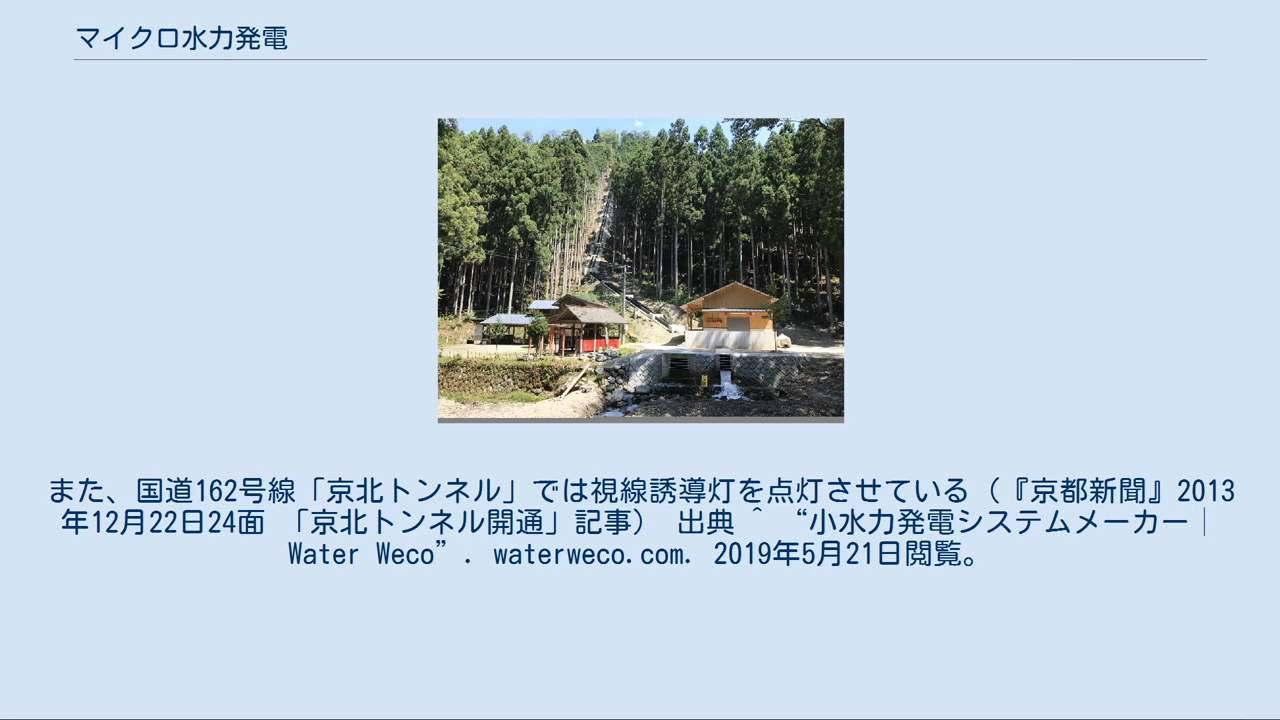 マイクロ水力発電
また、国道162号線「京北トンネル」では視線誘導灯を点灯させている（『京都新聞』2013
年12月22日24面 「京北トンネル開通」記事） 出典 ^ “小水力発電システムメーカー｜
Water Weco”. waterweco.com. 2019年5月21日閲覧。